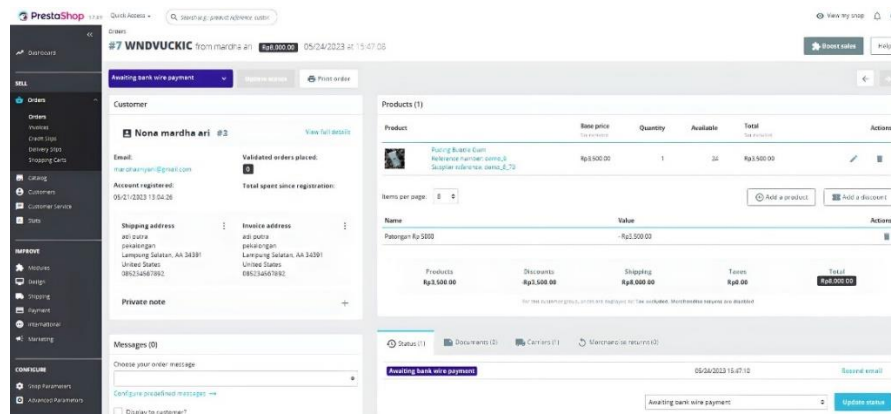 PrestaShop
Quick Access
View my shop
Orders
#7 WNDVUCKIC from mardha ari Rp8,000.00 05/24/2023 at 15:47:08
Boost sales
Help
Awaiting bank wire payment
Update status
Print order
Dashboard
SELL
Orders
Orders
Invoices
Credit Slips
Delivery Slips
Shopping Carts
Catalog
Customers
Customer Service
Stats
IMPROVE
Modules
Design
Shipping
Payment
International
Marketing
CONFIGURE
Shop Parameters
Advanced Parameters
Customer
Nona mardha ari #3
View full details
Email:
Validated orders placed:
0
Account registered:
Total spent since registration:
05/21/2023 15:04:26
Shipping address
Invoice address
adi putra
adi putra
pekalongan
pekalongan
Lampung Selatan, AA 34391
Lampung Selatan, AA 34391
United States
United States
085234567892
085234567892
Private note
Messages (0)
Choose your order message
Configure predefined messages
Display to customer?
Products (1)
Product
Base price
Quantity
Available
Total
Actions
Reference number: demo_6
Rp3,500.00
1
Rp3,500.00
Items per page: 8
Add a product
Add a discount
Name
Value
Actions
Potongan Rp 5000
-Rp3,500.00
Products
Discounts
Shipping
Taxes
Total
Rp3,500.00
-Rp3,500.00
Rp8,000.00
Rp0.00
Rp8,000.00
Status (1)
Documents (2)
Carriers (1)
Merchandise returns (0)
Awaiting bank wire payment
05/24/2023 15:47:10
Resend email
Awaiting bank wire payment
Update status